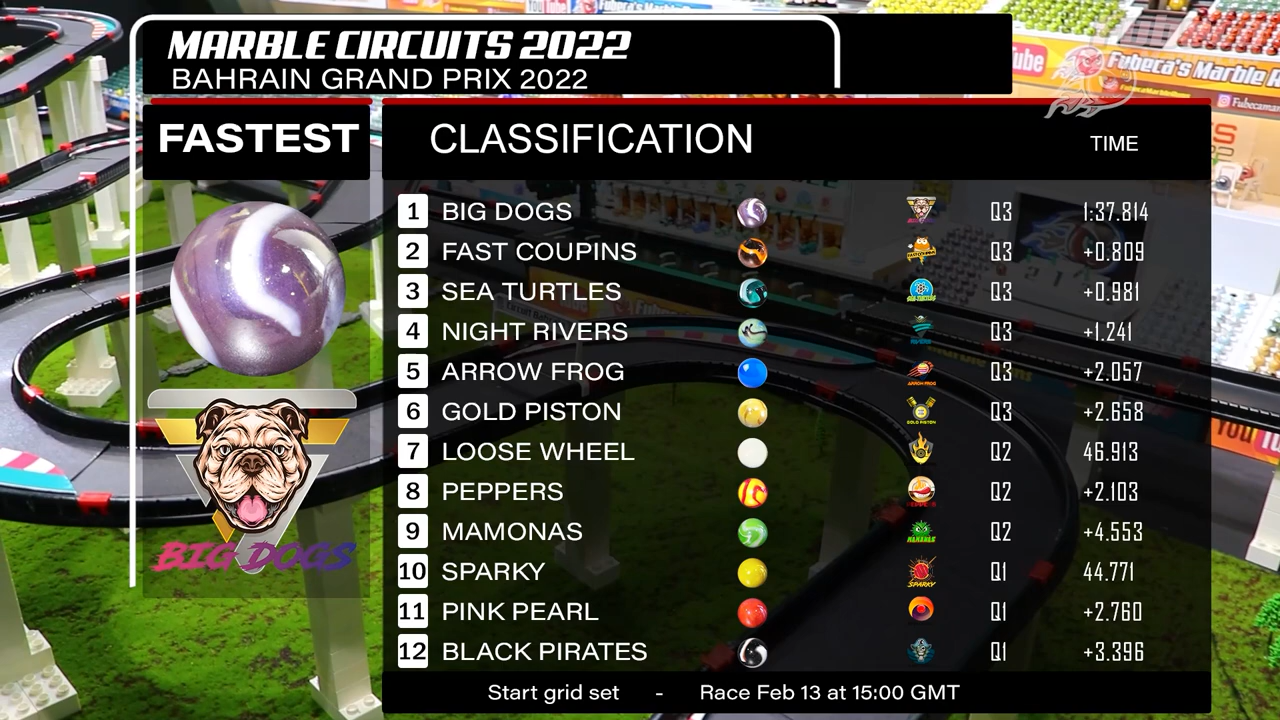 MARBLE CIRCUITS 2022
BAHRAIN GRAND PRIX 2022
YouTube
Fubeca's Marble
FASTEST CLASSIFICATION TIME
1 BIG DOGS Q3 1:37.814
2 FAST COUPINS Q3 +0.809
3 SEA TURTLES Q3 +0.981
4 NIGHT RIVERS Q3 +1.241
5 ARROW FROG Q3 +2.057
6 GOLD PISTON Q3 +2.658
7 LOOSE WHEEL Q2 46.913
8 PEPPERS Q2 +2.103
9 MAMONAS Q2 +4.553
10 SPARKY Q1 44.771
11 PINK PEARL Q1 +2.760
12 BLACK PIRATES Q1 +3.396
BIG DOGS
Start grid set - Race Feb 13 at 15:00 GMT